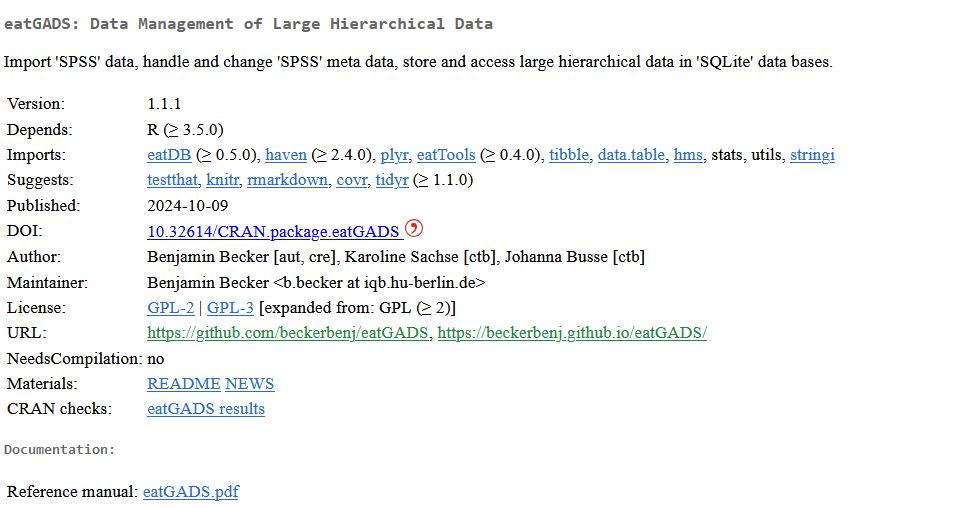 eatGADS: Data Management of Large Hierarchical Data
Import 'SPSS' data, handle and change 'SPSS' meta data, store and access large hierarchical data in 'SQLite' data bases.
Version: 1.1.1
Depends: R (≥ 3.5.0)
Imports: eatDB (≥ 0.5.0), haven (≥ 2.4.0), plyr, eatTools (≥ 0.4.0), tibble, data.table, hms, stats, utils, stringi
Suggests: testthat, knitr, rmarkdown, covr, tidyr (≥ 1.1.0)
Published: 2024-10-09
DOI: 10.32614/CRAN.package.eatGADS
Author: Benjamin Becker [aut, cre], Karoline Sachse [ctb], Johanna Busse [ctb]
Maintainer: Benjamin Becker <b.becker at iqb.hu-berlin.de>
License: GPL-2 | GPL-3 [expanded from: GPL (≥ 2)]
URL: https://github.com/beckerbenj/eatGADS, https://beckerbenj.github.io/eatGADS/
NeedsCompilation: no
Materials: README NEWS
CRAN checks: eatGADS results
Documentation:
Reference manual: eatGADS.pdf